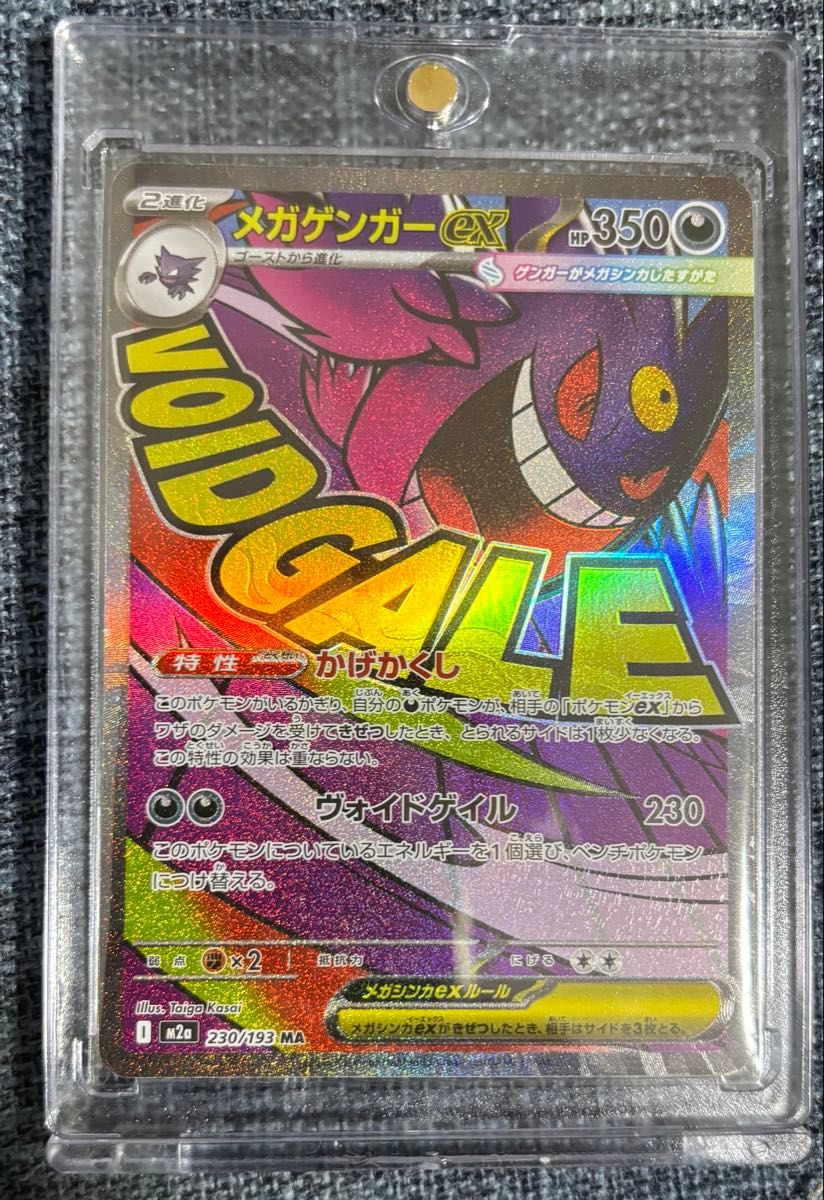 2進化
メガゲンガーex
HP350
ゴーストから進化
ゲンガーがメガシンカしたすがた
VOIDGALE
特性 かげかくし
このポケモンがいるかぎり、自分のポケモンが、相手の「ポケモンex」から
ワザのダメージを受けてきぜつしたとき、とられるサイドは1枚少なくなる。
この特性の効果は重ならない。
ヴォイドゲイル 230
このポケモンについているエネルギーを1個選び、ベンチポケモン
につけ替える。
弱点 ×2 抵抗力 にげる
メガシンカexルール
メガシンカexがきぜつしたとき、相手はサイドを3枚とる。
Illus. Taiga Kasai
I M2a 230/193 MA